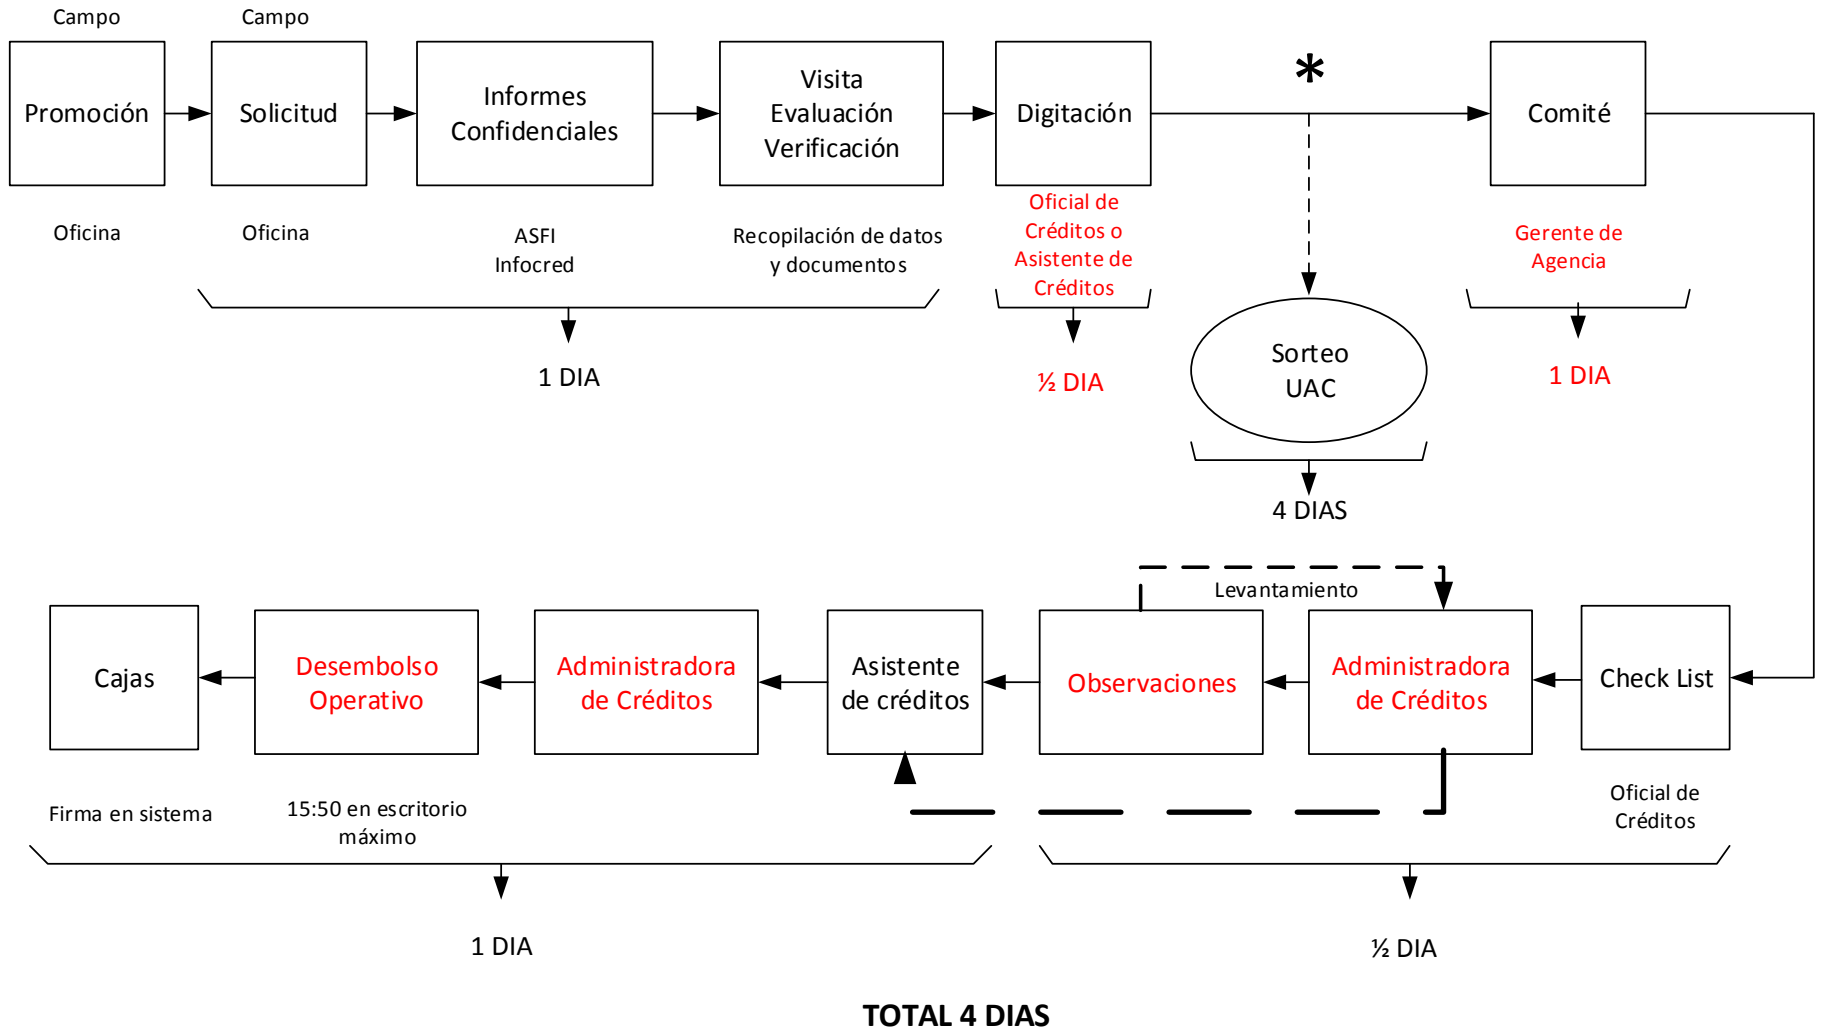 Campo
Campo
Promoción
Solicitud
Informes
Confidenciales
Visita
Evaluación
Verificación
Digitación
*
Comité
Oficina
Oficina
ASFI
Infocred
Recopilación de datos
y documentos
Oficial de
Créditos o
Asistente de
Créditos
Gerente de
Agencia
1 DIA
½ DIA
Sorteo
UAC
1 DIA
4 DIAS
Levantamiento
Cajas
Desembolso
Operativo
Administradora
de Créditos
Asistente
de créditos
Observaciones
Administradora
de Créditos
Check List
Firma en sistema
15:50 en escritorio
máximo
Oficial de
Créditos
1 DIA
½ DIA
TOTAL 4 DIAS